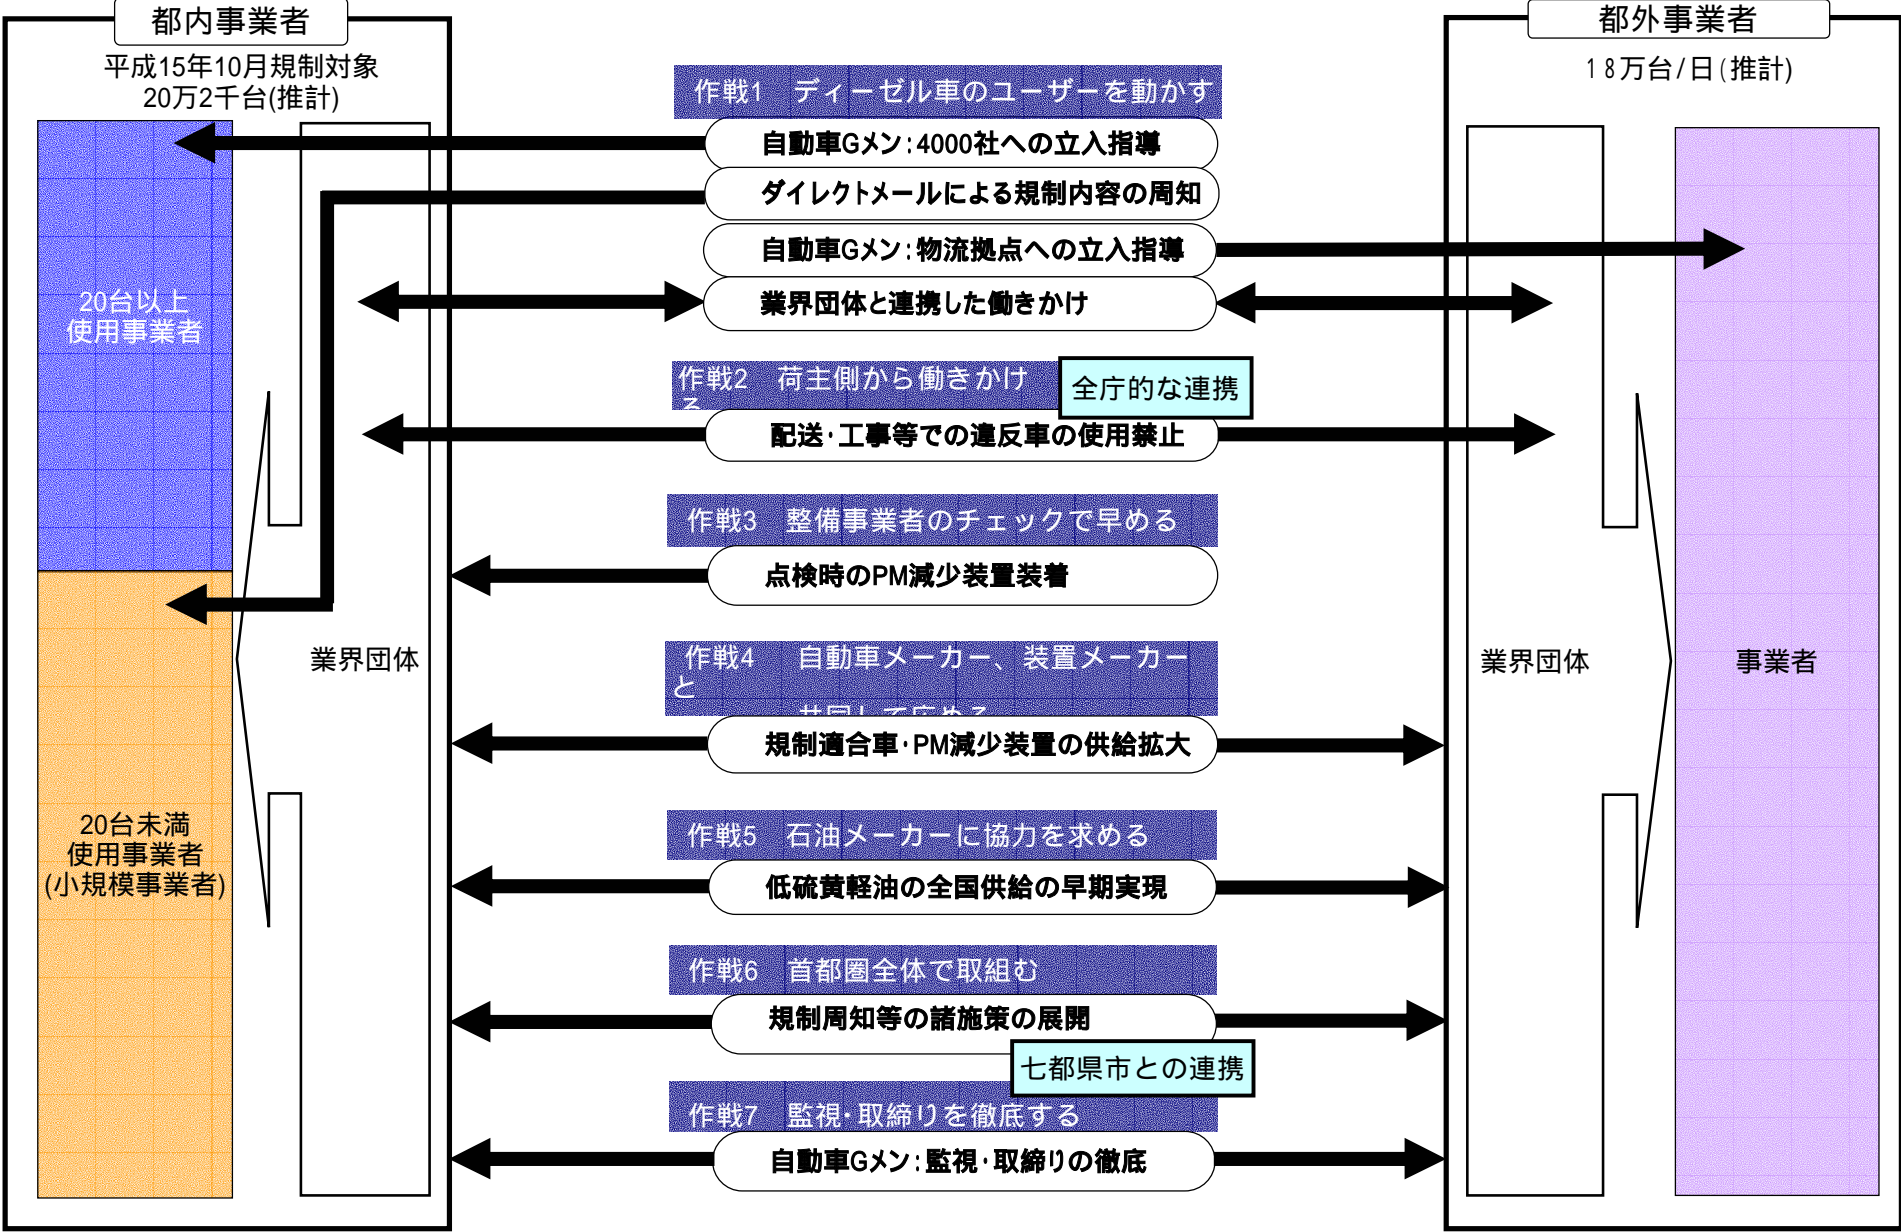 都内事業者
平成15年10月規制対象
20万2千台(推計)
20台以上
使用事業者
20台未満
使用事業者
(小規模事業者)
業界団体
作戦1 ディーゼル車のユーザーを動かす
自動車Gメン:4000社への立入指導
ダイレクトメールによる規制内容の周知
自動車Gメン:物流拠点への立入指導
業界団体と連携した働きかけ
作戦2 荷主側から働きかけ
る
全庁的な連携
配送・工事等での違反車の使用禁止
作戦3 整備事業者のチェックで早める
点検時のPM減少装置装着
作戦4 自動車メーカー、装置メーカー
と
共同して広める
規制適合車・PM減少装置の供給拡大
作戦5 石油メーカーに協力を求める
低硫黄軽油の全国供給の早期実現
作戦6 首都圏全体で取組む
規制周知等の諸施策の展開
七都県市との連携
作戦7 監視・取締りを徹底する
自動車Gメン:監視・取締りの徹底
都外事業者
18万台/日(推計)
業界団体
事業者